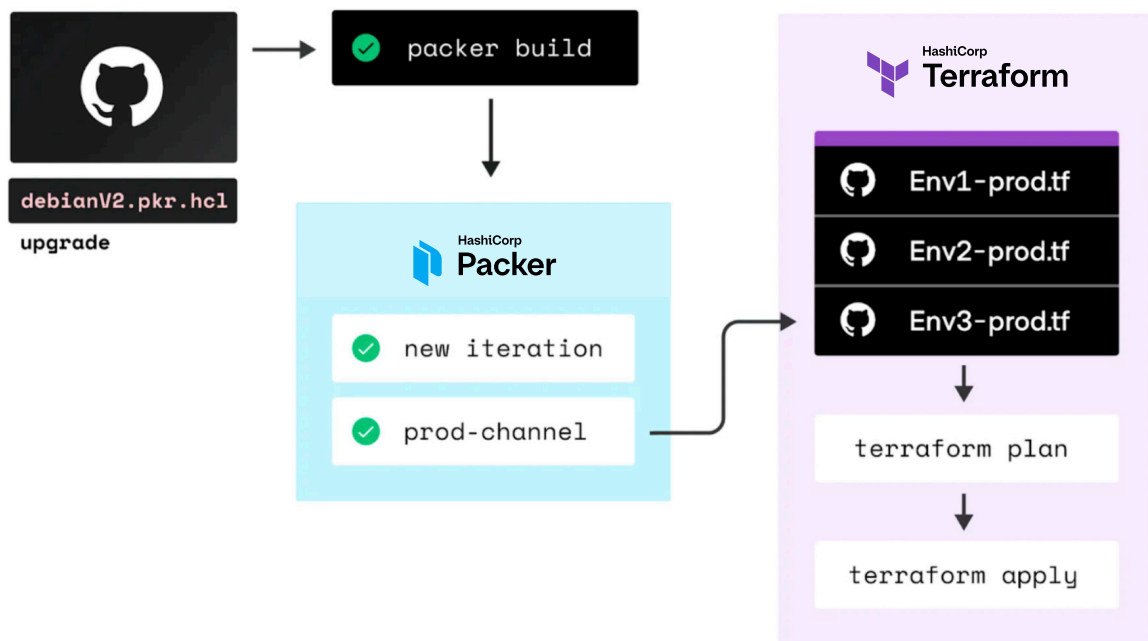 debianV2.pkr.hcl
upgrade
packer build
HashiCorp
Packer
new iteration
prod-channel
HashiCorp
Terraform
Env1-prod.tf
Env2-prod.tf
Env3-prod.tf
terraform plan
terraform apply